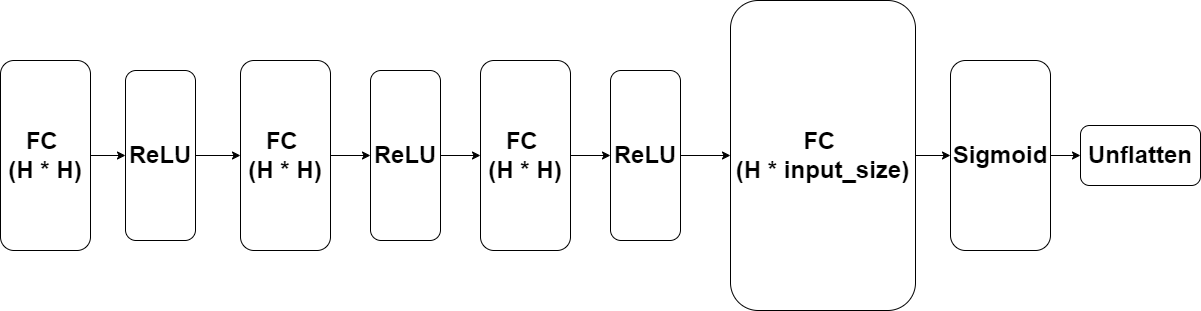 FC
(H * H)
ReLU
FC
(H * H)
ReLU
FC
(H * H)
ReLU
FC
(H * input_size)
Sigmoid
Unflatten